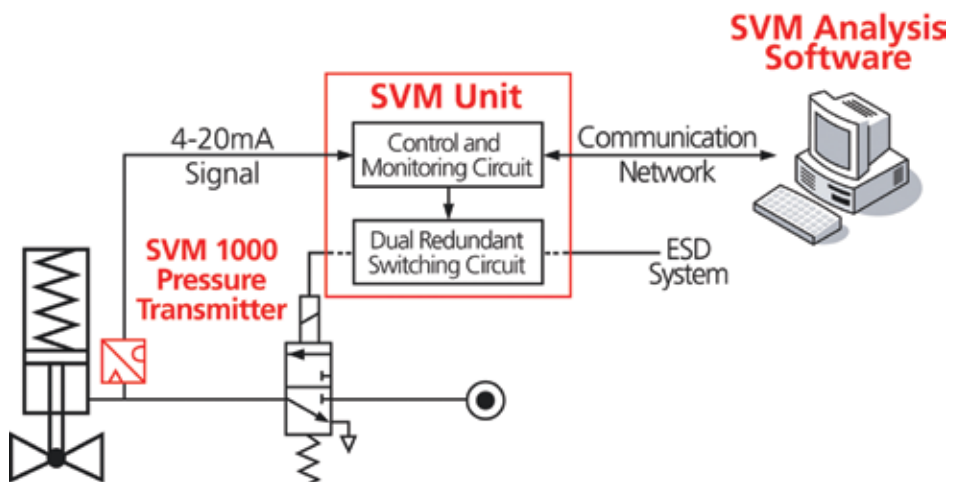 SVM Analysis
Software
SVM Unit
4-20mA
Signal
Control and
Monitoring Circuit
Communication
Network
SVM 1000
Pressure
Transmitter
Dual Redundant
Switching Circuit
ESD
System